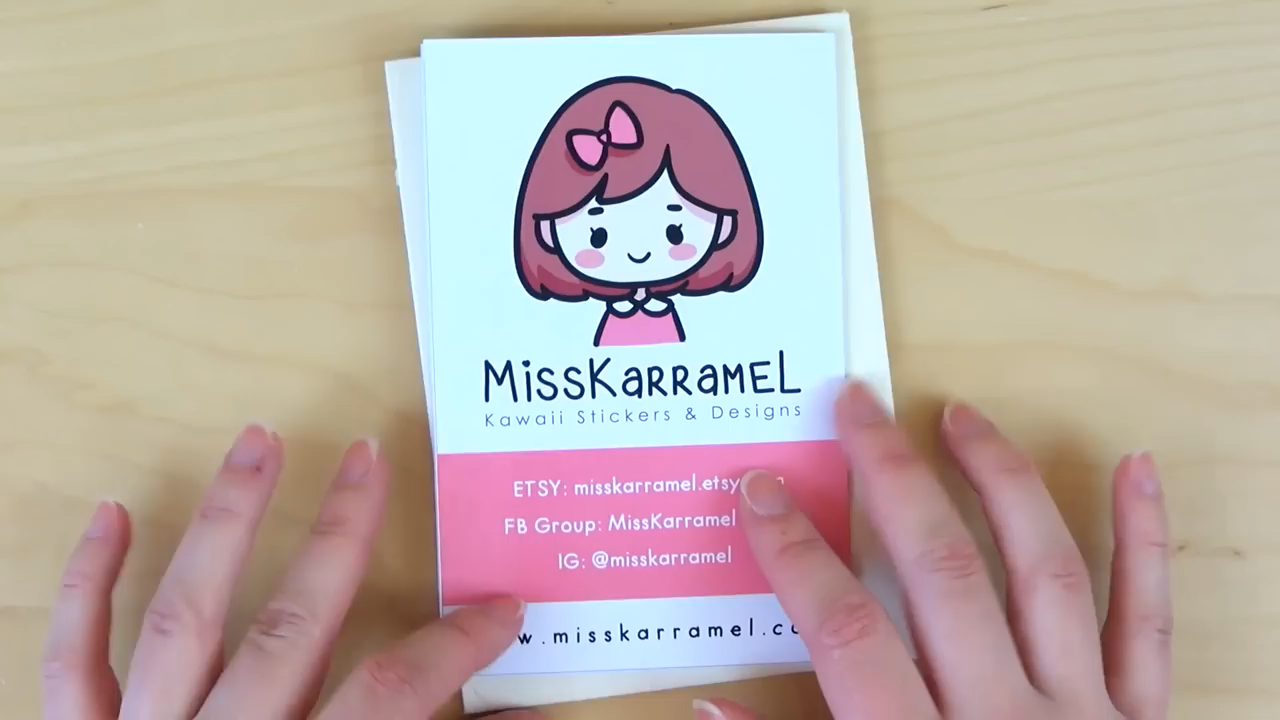 MissKarramel
Kawaii Stickers & Designs
ETSY: misskarramel.etsy
FB Group: MissKarramel
IG: @misskarramel
w.misskarramel.c